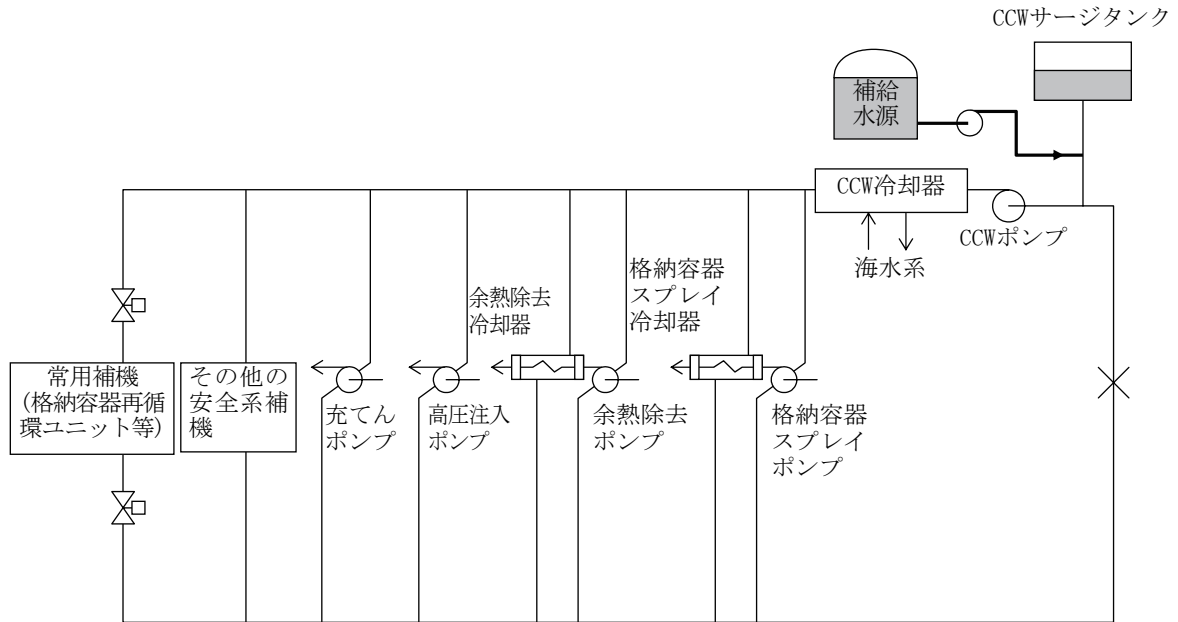 CCWサージタンク
補給
水源
CCW冷却器
CCWポンプ
海水系
格納容器
スプレイ
冷却器
余熱除去
冷却器
常用補機
(格納容器再循
環ユニット等)
その他の
安全系補
機
充てん
ポンプ
高圧注入
ポンプ
余熱除去
ポンプ
格納容器
スプレイ
ポンプ